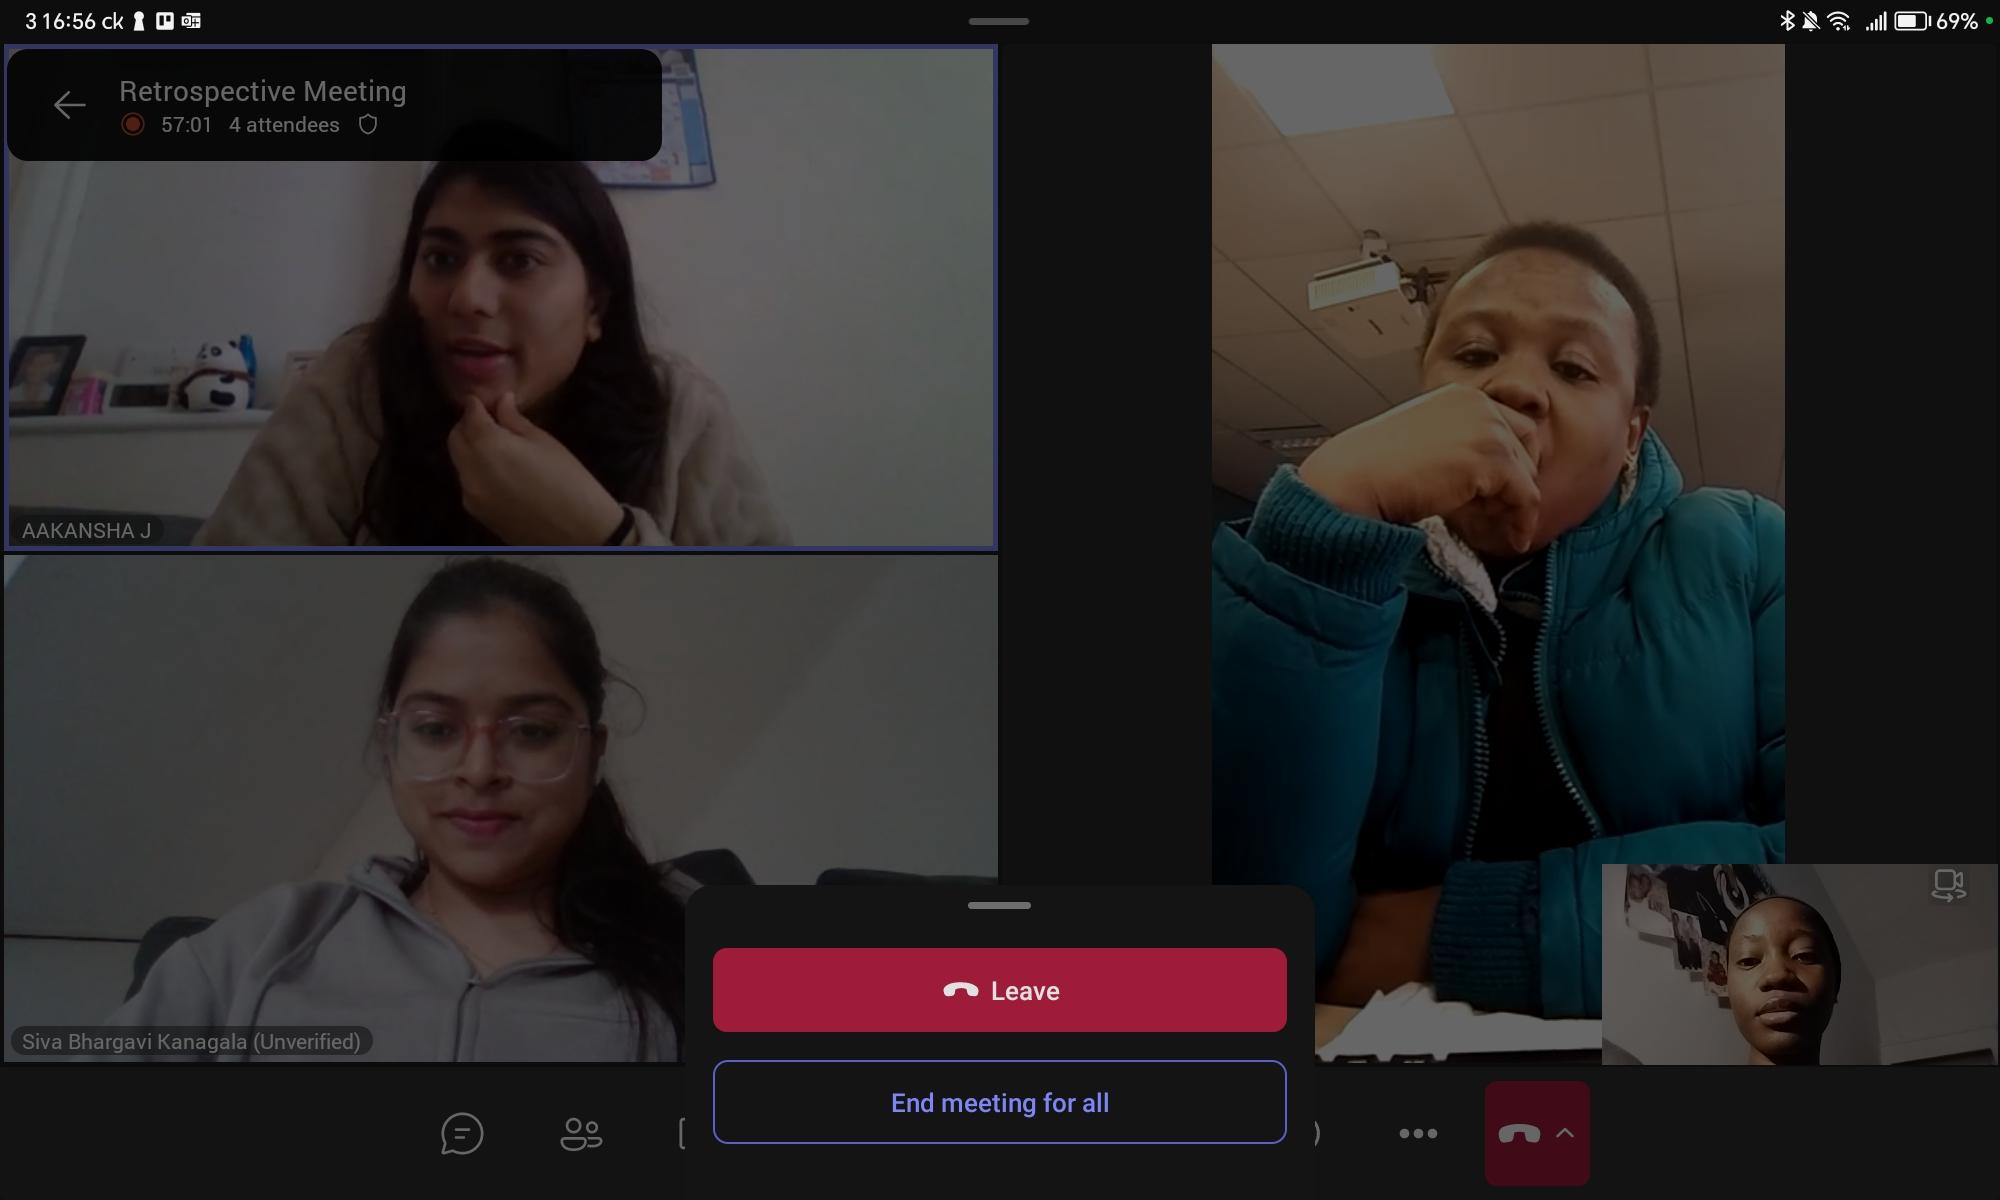 3 16:56 ck
69%
Retrospective Meeting
57:01 4 attendees
AAKANSHA J
Siva Bhargavi Kanagala (Unverified)
Leave
End meeting for all